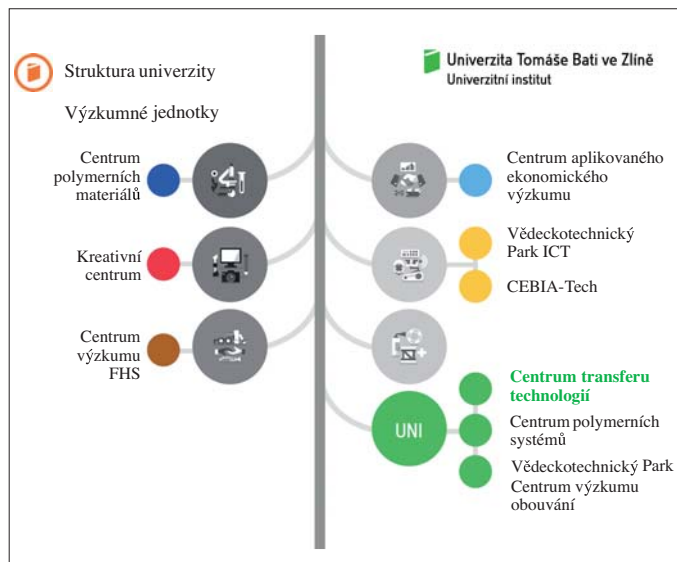 Struktura univerzity
Výzkumné jednotky
Centrum
polymerních
materiálů
Kreativní
centrum
Centrum
výzkumu
FHS
Univerzita Tomáše Bati ve Zlíně
Univerzitní institut
Centrum aplikovaného
ekonomického
výzkumu
Vědeckotechnický
Park ICT
CEBIA-Tech
UNI
Centrum transferu
technologií
Centrum polymerních
systémů
Vědeckotechnický Park
Centrum výzkumu
obouvání